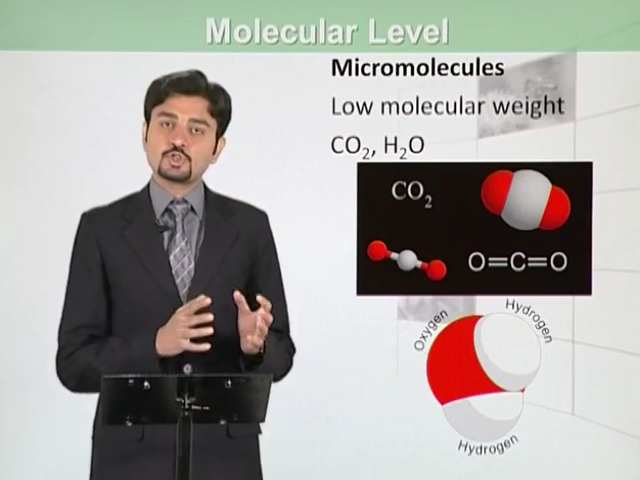 Molecular Level
Micromolecules
Low molecular weight
CO₂, H₂O
CO₂
O=C=O
Oxygen
Hydrogen
Hydrogen